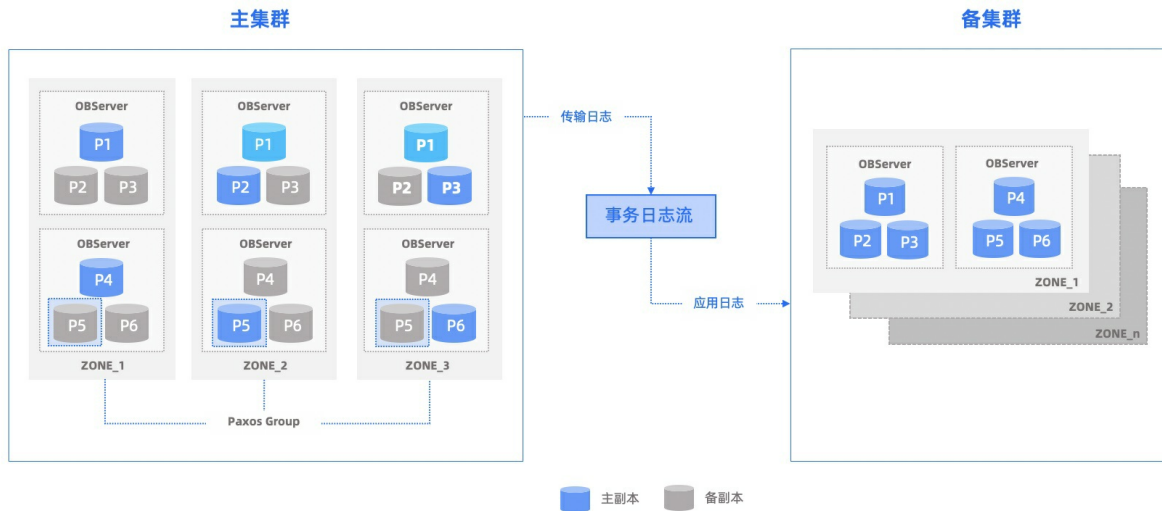 主集群
备集群
OBServer
OBServer
OBServer
P1
P1
P1
P2
P3
P2
P3
P2
P3
OBServer
OBServer
OBServer
P4
P4
P4
P5
P6
P5
P6
P5
P6
ZONE_1
ZONE_2
ZONE_3
Paxos Group
传输日志
事务日志流
应用日志
OBServer
OBServer
P1
P4
P2
P3
P5
P6
ZONE_1
ZONE_2
ZONE_n
主副本
备副本